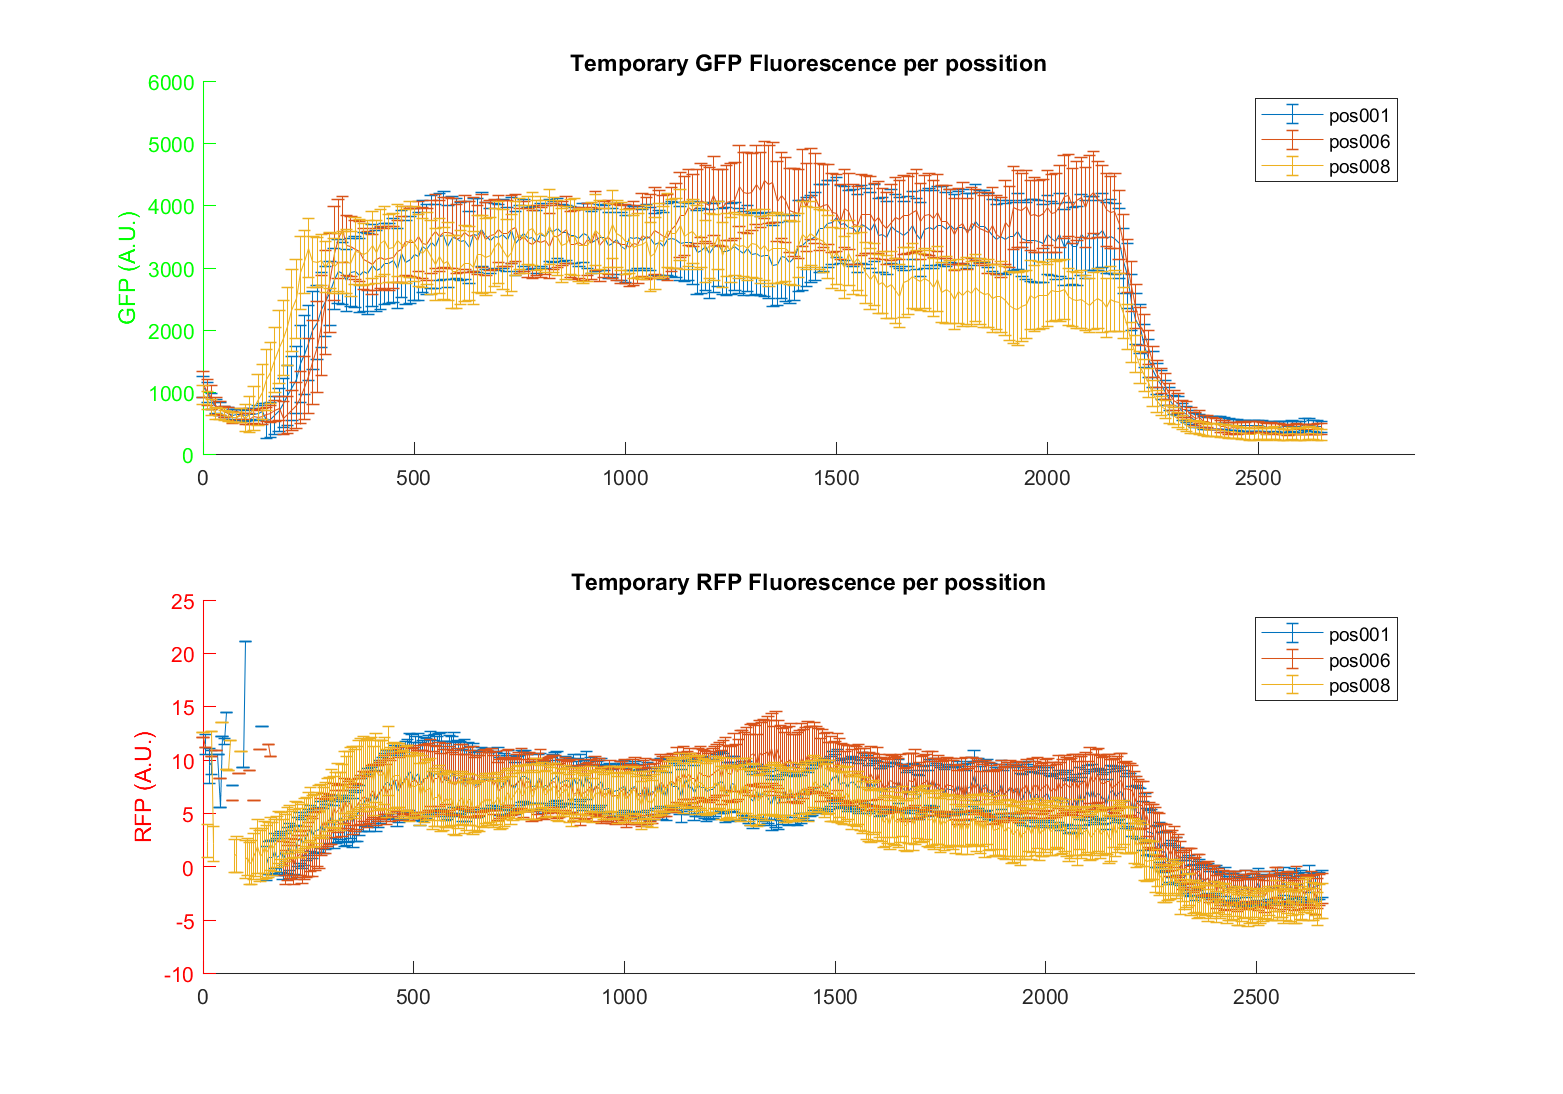 Temporary GFP Fluorescence per possition
GFP (A.U.)
6000
5000
4000
3000
2000
1000
0
0 500 1000 1500 2000 2500
pos001
pos006
pos008
Temporary RFP Fluorescence per possition
RFP (A.U.)
25
20
15
10
5
0
-5
-10
0 500 1000 1500 2000 2500
pos001
pos006
pos008